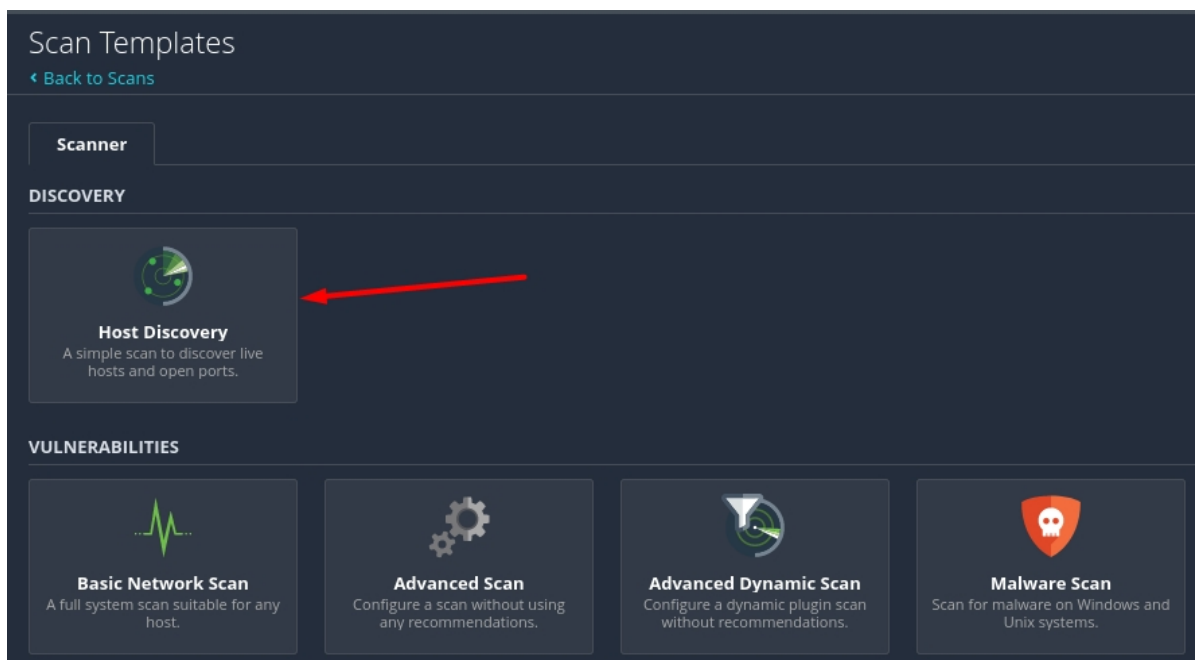 Scan Templates
Back to Scans
Scanner
DISCOVERY
Host Discovery
A simple scan to discover live
hosts and open ports.
VULNERABILITIES
Basic Network Scan
A full system scan suitable for any
host.
Advanced Scan
Configure a scan without using
any recommendations.
Advanced Dynamic Scan
Configure a dynamic plugin scan
without recommendations.
Malware Scan
Scan for malware on Windows and
Unix systems.